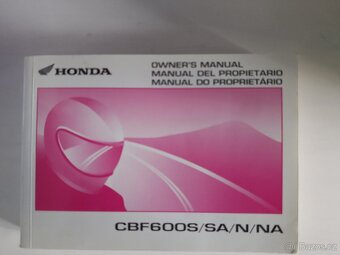 HONDA
OWNER'S MANUAL
MANUAL DEL PROPIETARIO
MANUAL DO PROPRIETÁRIO
CBF600S/SA/N/NA